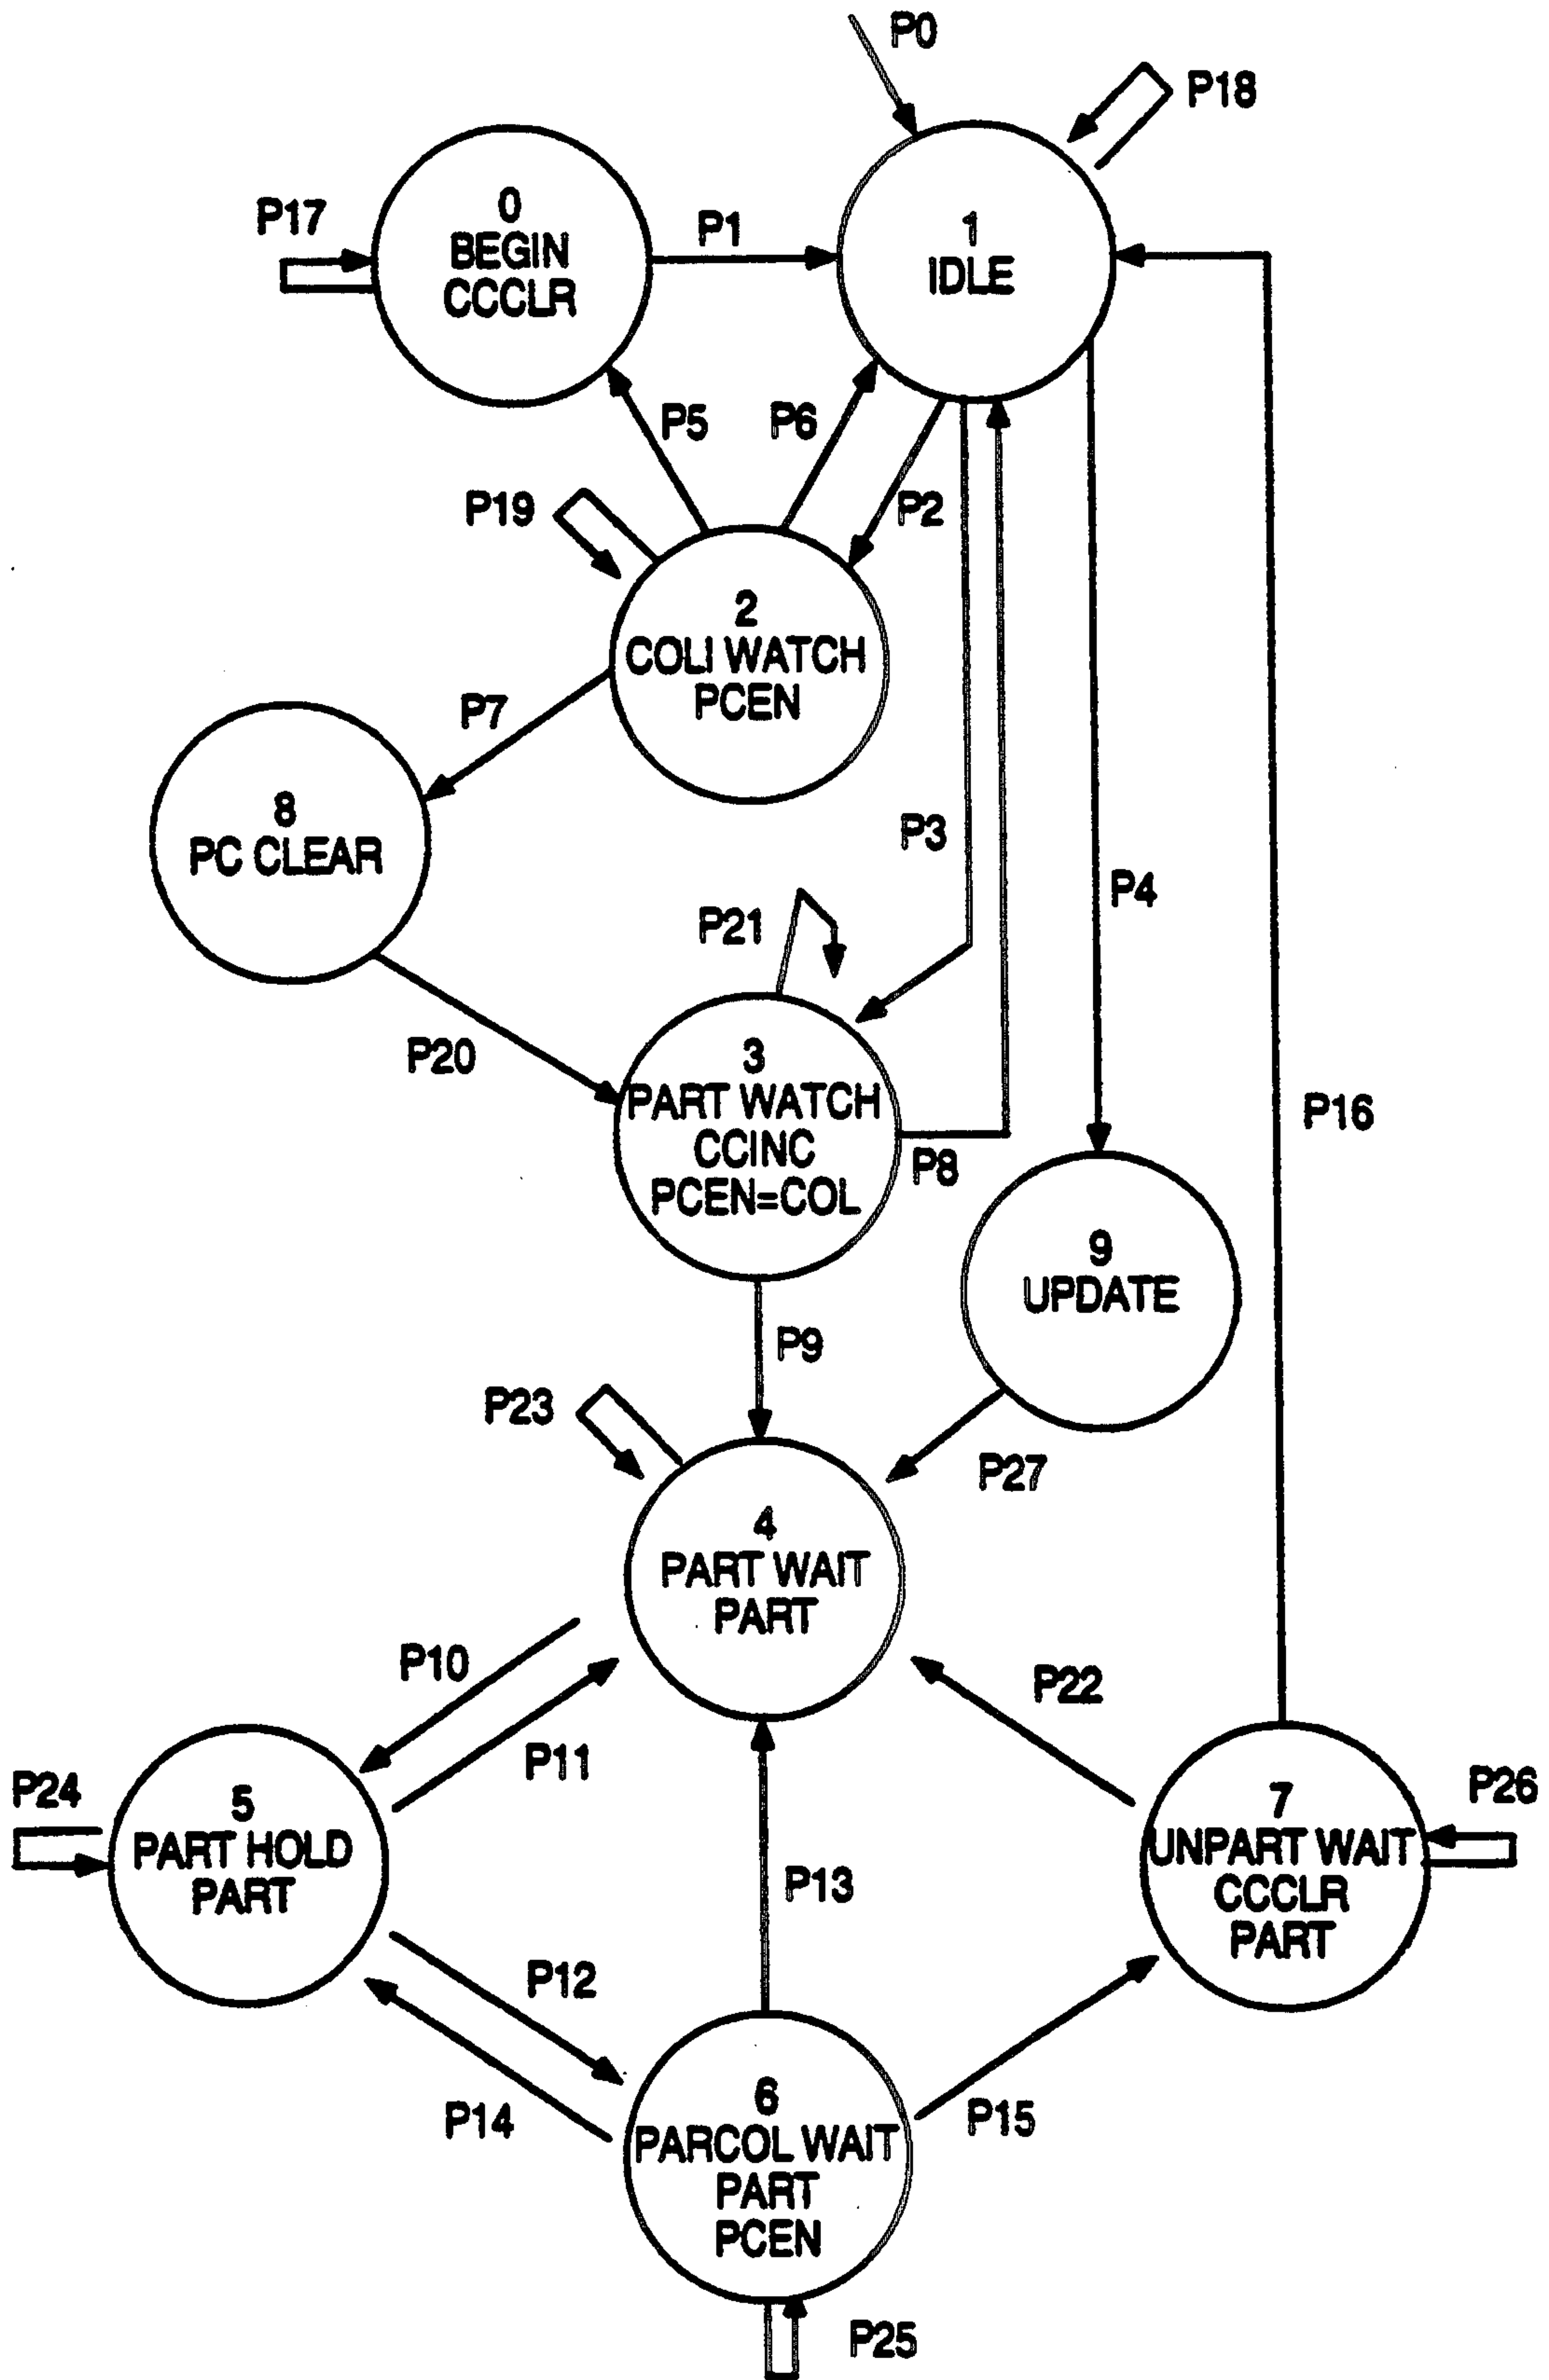 P0
P18
P17
0
BEGIN
CCCLR
P1
1
IDLE
P5
P6
P19
P2
2
COLI WATCH
PCEN
P7
8
PC CLEAR
P3
P4
P21
P20
3
PART WATCH
CCINC
PCEN=COL
P8
P16
9
UPDATE
P9
P23
P27
4
PART WAIT
PART
P10
P22
P11
P24
5
PART HOLD
PART
P26
7
UNPART WAIT
CCCLR
PART
P13
P12
P14
6
PARCOL WAIT
PART
PCEN
P15
P25